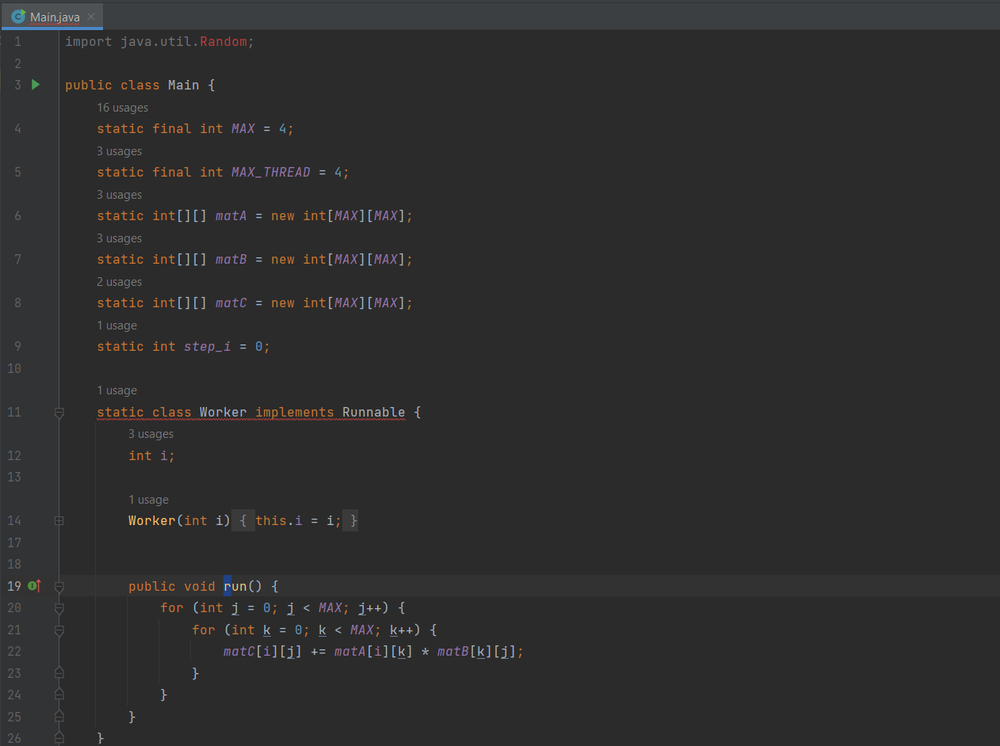 Main.java
1 import java.util.Random;
2
3 public class Main {
16 usages
4 static final int MAX = 4;
3 usages
5 static final int MAX_THREAD = 4;
3 usages
6 static int[][] matA = new int[MAX][MAX];
3 usages
7 static int[][] matB = new int[MAX][MAX];
2 usages
8 static int[][] matC = new int[MAX][MAX];
1 usage
9 static int step_i = 0;
10
1 usage
11 static class Worker implements Runnable {
3 usages
12 int i;
13
1 usage
14 Worker(int i) { this.i = i; }
17
18
19 public void run() {
20 for (int j = 0; j < MAX; j++) {
21 for (int k = 0; k < MAX; k++) {
22 matC[i][j] += matA[i][k] * matB[k][j];
23 }
24 }
25 }
26 }